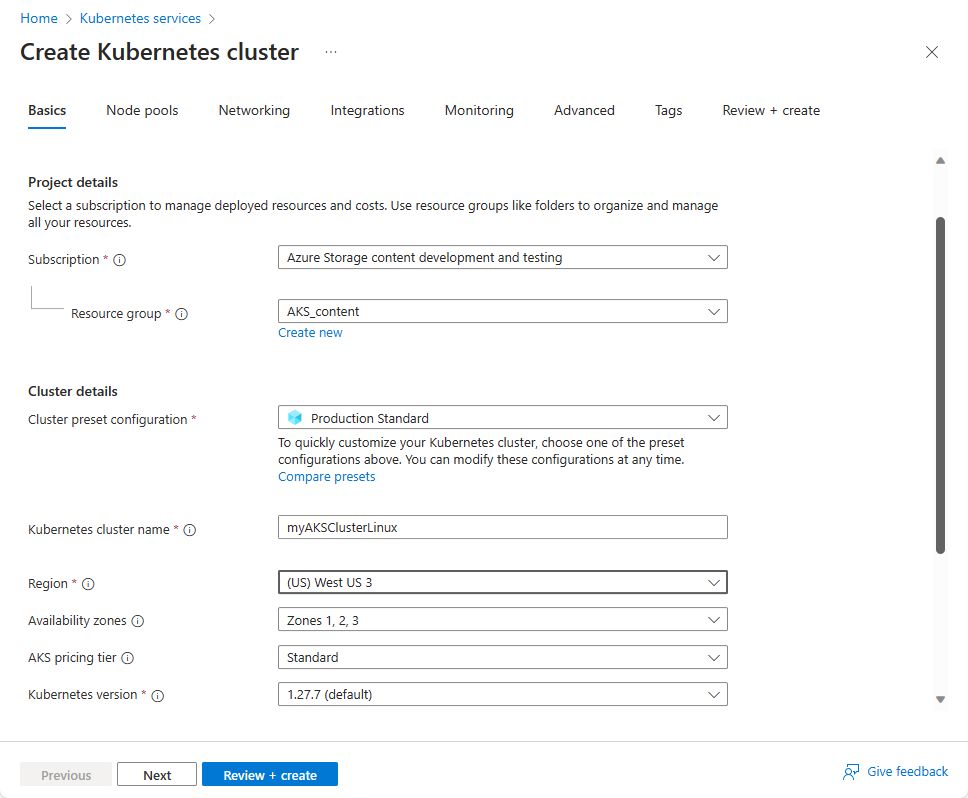 Home > Kubernetes services >
Create Kubernetes cluster ...
Basics Node pools Networking Integrations Monitoring Advanced Tags Review + create
Project details
Select a subscription to manage deployed resources and costs. Use resource groups like folders to organize and manage
all your resources.
Subscription * Azure Storage content development and testing
Resource group * AKS_content
Create new
Cluster details
Cluster preset configuration * Production Standard
To quickly customize your Kubernetes cluster, choose one of the preset
configurations above. You can modify these configurations at any time.
Compare presets
Kubernetes cluster name * myAKSClusterLinux
Region * (US) West US 3
Availability zones Zones 1, 2, 3
AKS pricing tier Standard
Kubernetes version * 1.27.7 (default)
Previous Next Review + create Give feedback